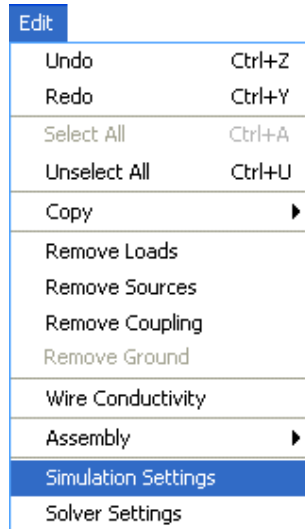 Edit
Undo Ctrl+Z
Redo Ctrl+Y
Select All Ctrl+A
Unselect All Ctrl+U
Copy
Remove Loads
Remove Sources
Remove Coupling
Remove Ground
Wire Conductivity
Assembly
Simulation Settings
Solver Settings